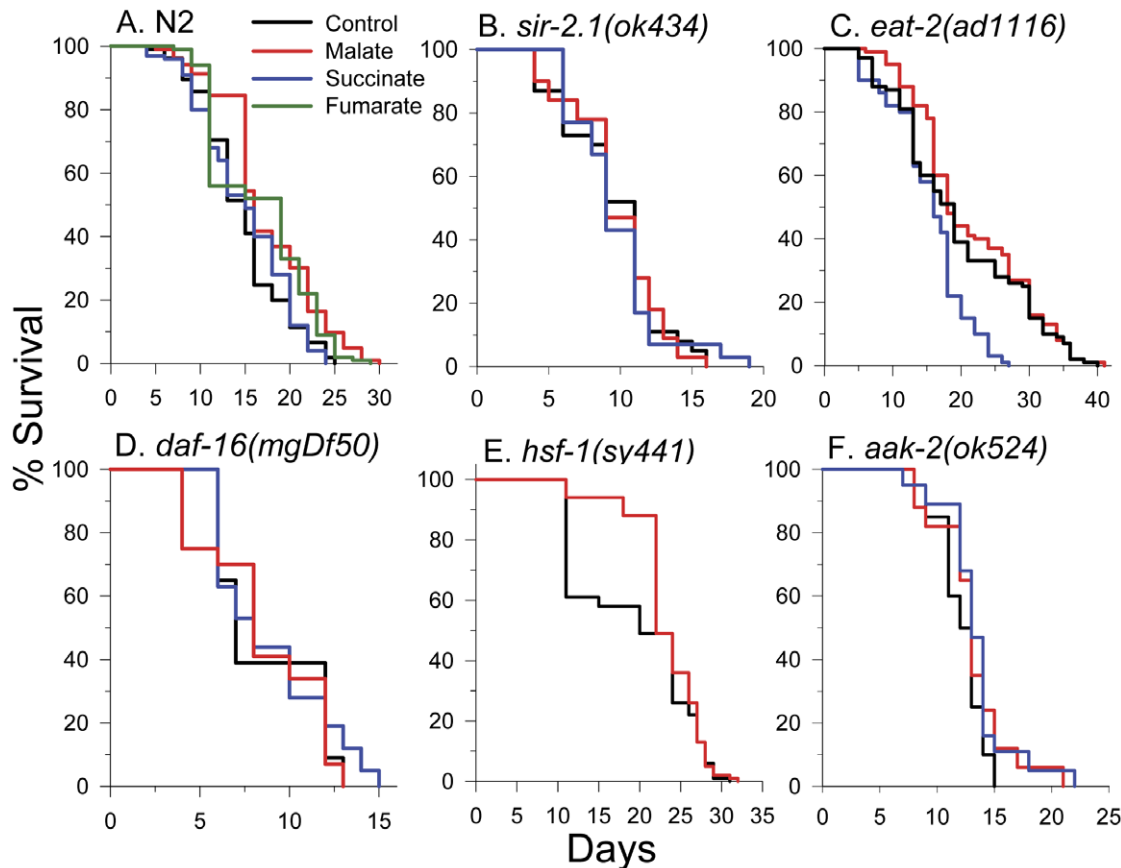 A. N2
Control
Malate
Succinate
Fumarate
100
80
60
40
20
0
0 5 10 15 20 25 30
B. sir-2.1(ok434)
100
80
60
40
20
0
0 5 10 15 20
C. eat-2(ad1116)
100
80
60
40
20
0
0 10 20 30 40
% Survival
D. daf-16(mgDf50)
100
80
60
40
20
0
0 5 10 15
E. hsf-1(sy441)
100
80
60
40
20
0
0 5 10 15 20 25 30 35
F. aak-2(ok524)
100
80
60
40
20
0
0 5 10 15 20 25
Days